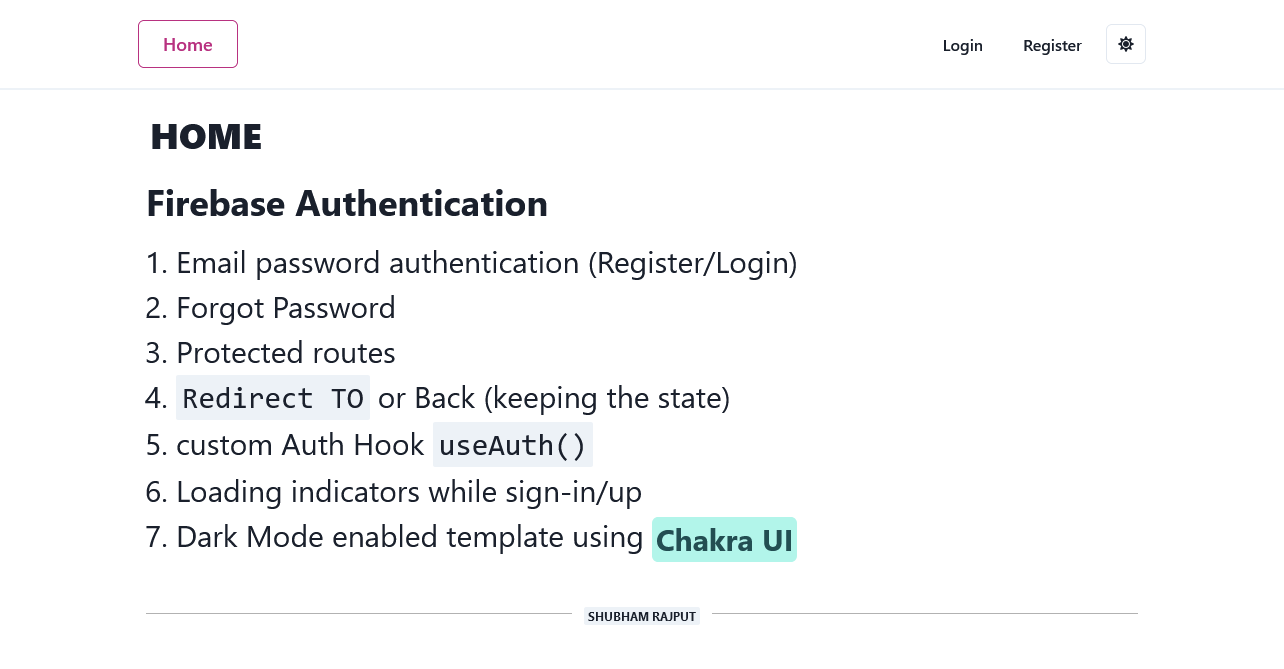 Home
Login
Register
HOME
Firebase Authentication
1. Email password authentication (Register/Login)
2. Forgot Password
3. Protected routes
4. Redirect TO or Back (keeping the state)
5. custom Auth Hook useAuth()
6. Loading indicators while sign-in/up
7. Dark Mode enabled template using Chakra UI
SHUBHAM RAJPUT